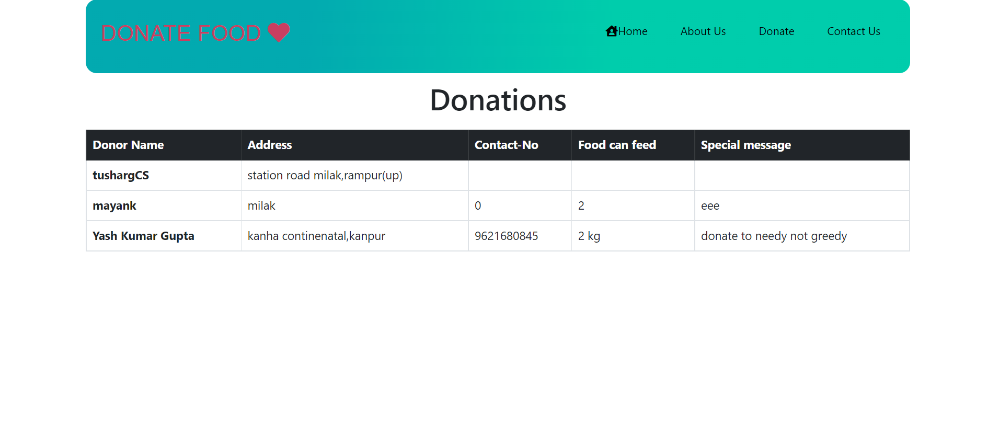 DONATE FOOD
Home About Us Donate Contact Us
Donations
Donor Name Address Contact-No Food can feed Special message
tushargCS station road milak,rampur(up)
mayank milak 0 2 eee
Yash Kumar Gupta kanha continenatal,kanpur 9621680845 2 kg donate to needy not greedy